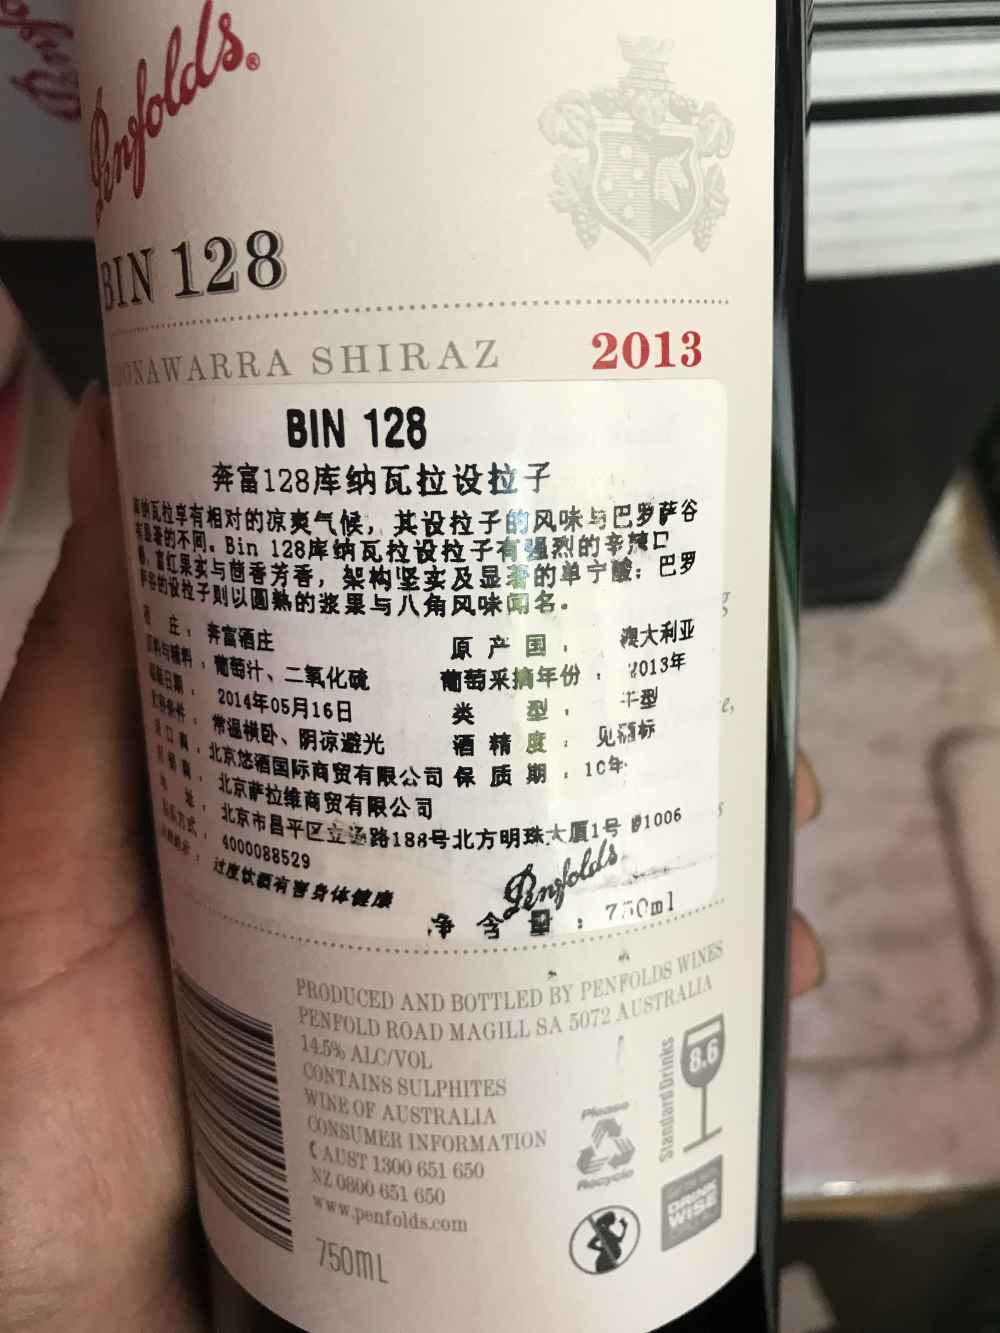 Penfolds®
BIN 128
SHIRAZ 2013
BIN 128
奔富128库纳瓦拉设拉子
纳瓦拉享有相对的凉爽气候，其设拉子的风味与巴罗萨谷
有显著的不同。Bin 128库纳瓦拉设拉子有强烈的辛辣口
富红果实与茴香芳香，架构坚实及显著的单宁酸；巴罗
萨谷的设拉子则以圆熟的浆果与八角风味闻名。
酒庄：奔富酒庄 原产国：澳大利亚
原料与辅料：葡萄汁、二氧化硫 葡萄采摘年份：2013年
2014年05月16日 类型：干型
常温横卧、阴凉避光 酒精度：见酒标
北京悠酒国际商贸有限公司 保质期：10年
北京萨拉维商贸有限公司
地址：北京市昌平区立汤路188号北方明珠大厦1号 1006
4000088529
过度饮酒有害身体健康
Penfolds
净含量：750ml
PRODUCED AND BOTTLED BY PENFOLDS WINES
PENFOLD ROAD MAGILL SA 5072 AUSTRALIA
14.5% ALC/VOL
CONTAINS SULPHITES
WINE OF AUSTRALIA
CONSUMER INFORMATION
AUST 1300 651 650
NZ 0800 651 650
www.penfolds.com
750mL
Please
Recycle
Standard Drinks
8.6
DRINK
WISE